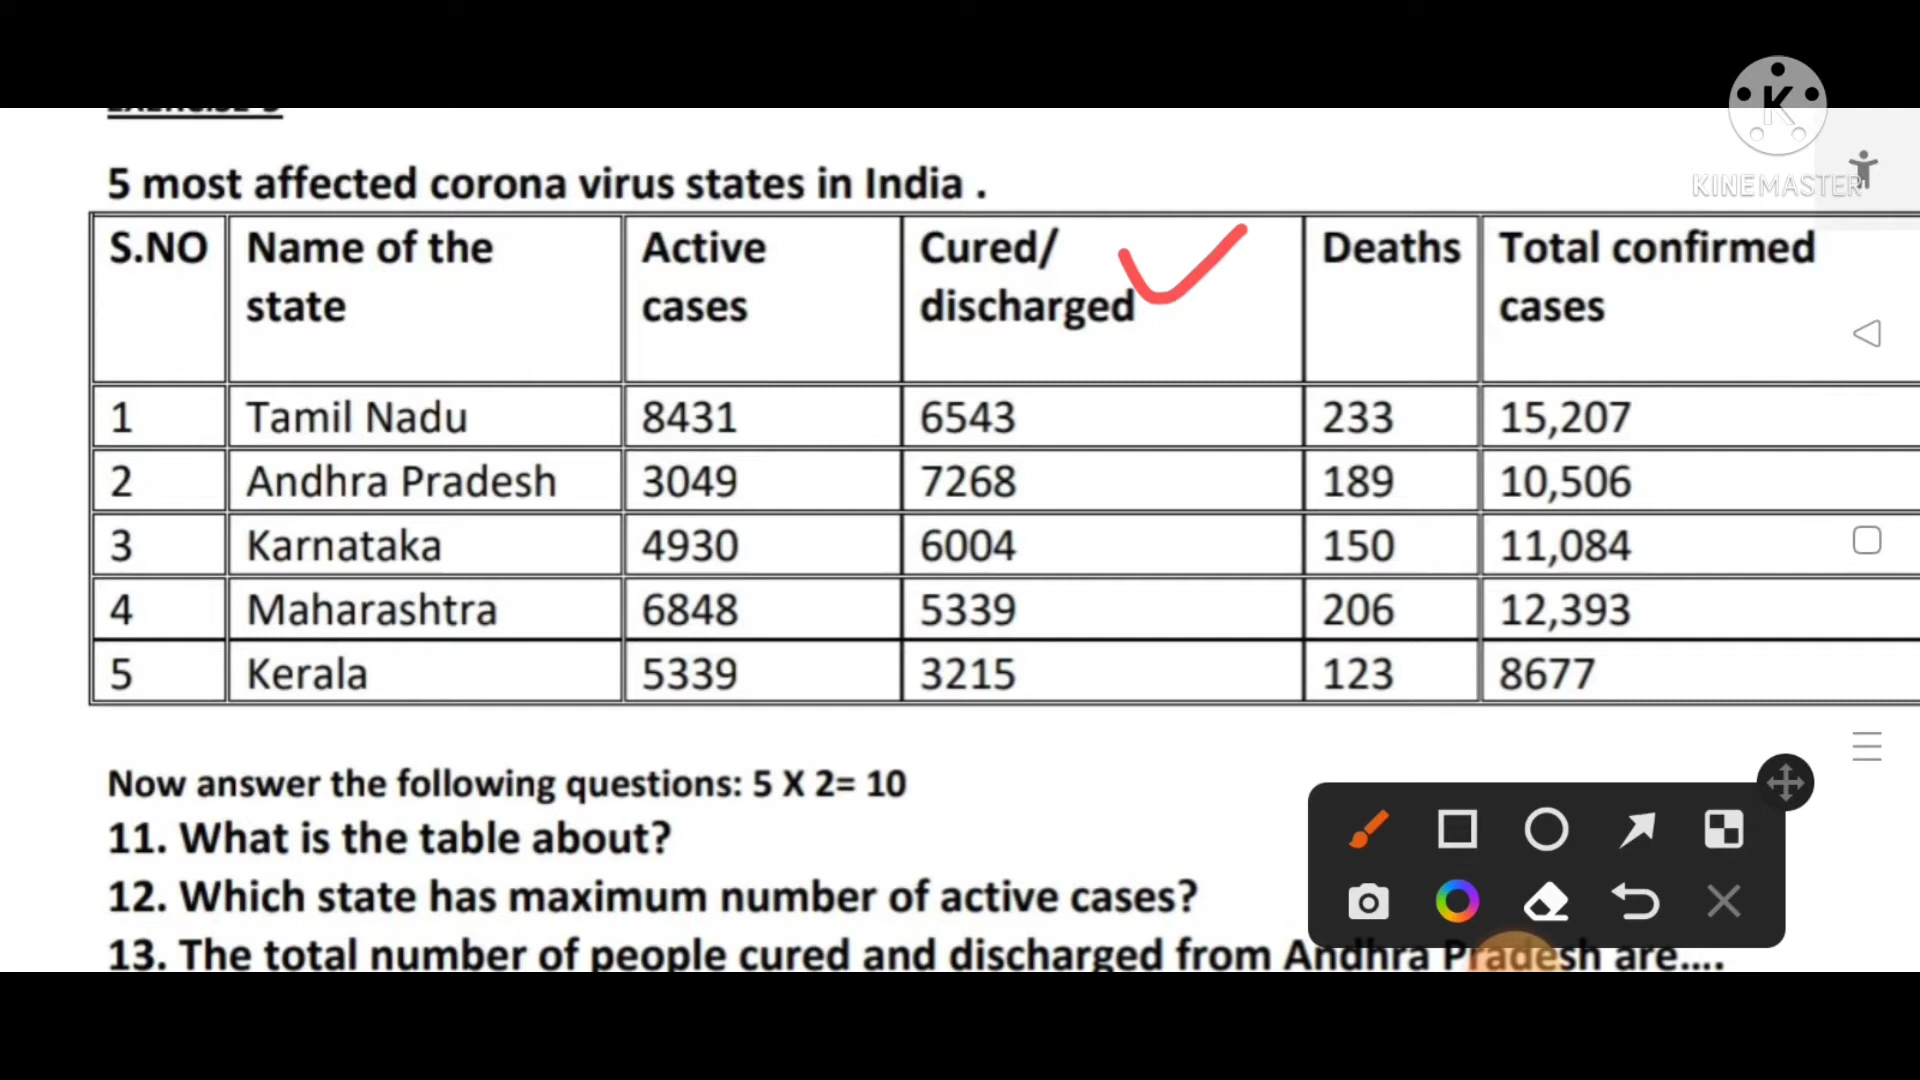 K
KINEMASTER
5 most affected corona virus states in India .
S.NO Name of the state Active cases Cured/ discharged Deaths Total confirmed cases
1 Tamil Nadu 8431 6543 233 15,207
2 Andhra Pradesh 3049 7268 189 10,506
3 Karnataka 4930 6004 150 11,084
4 Maharashtra 6848 5339 206 12,393
5 Kerala 5339 3215 123 8677
Now answer the following questions: 5 X 2= 10
11. What is the table about?
12. Which state has maximum number of active cases?
13. The total number of people cured and discharged from Andhra Pradesh are....